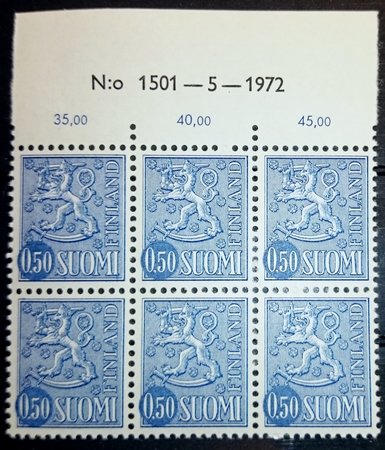 N:o 1501 — 5 — 1972
35,00 40,00 45,00
FINLAND FINLAND FINLAND
0,50 SUOMI 0,50 SUOMI 0,50 SUOMI
FINLAND FINLAND FINLAND
0,50 SUOMI 0,50 SUOMI 0,50 SUOMI